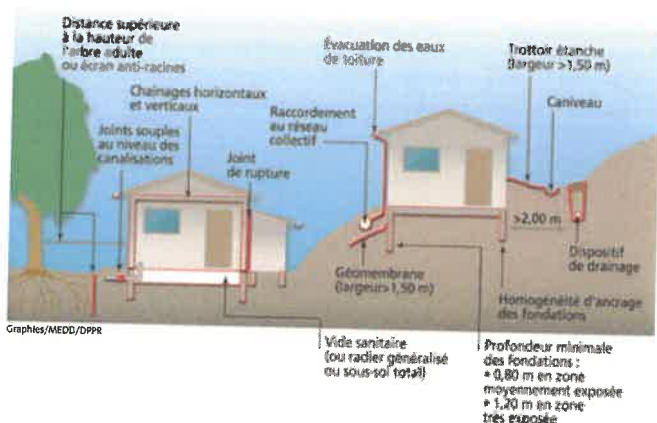 Distance supérieure
à la hauteur de
l'arbre adulte
ou écran anti-racines
Chainages horizontaux
et verticaux
Joints souples
au niveau des
canalisations
Joint
de rupture
Évacuation des eaux
de toiture
Raccordement
au réseau
collectif
Trottoir étanche
(largeur>1,50 m)
Caniveau
>2,00 m
Dispositif
de drainage
Géomembrane
(largeur>1,50 m)
Homogénéité d'ancrage
des fondations
Graphies/MEDD/DPPR
Vide sanitaire
(ou radier généralisé
ou sous-sol total)
Profondeur minimale
des fondations :
• 0,80 m en zone
moyennement exposée
• 1,20 m en zone
très exposée